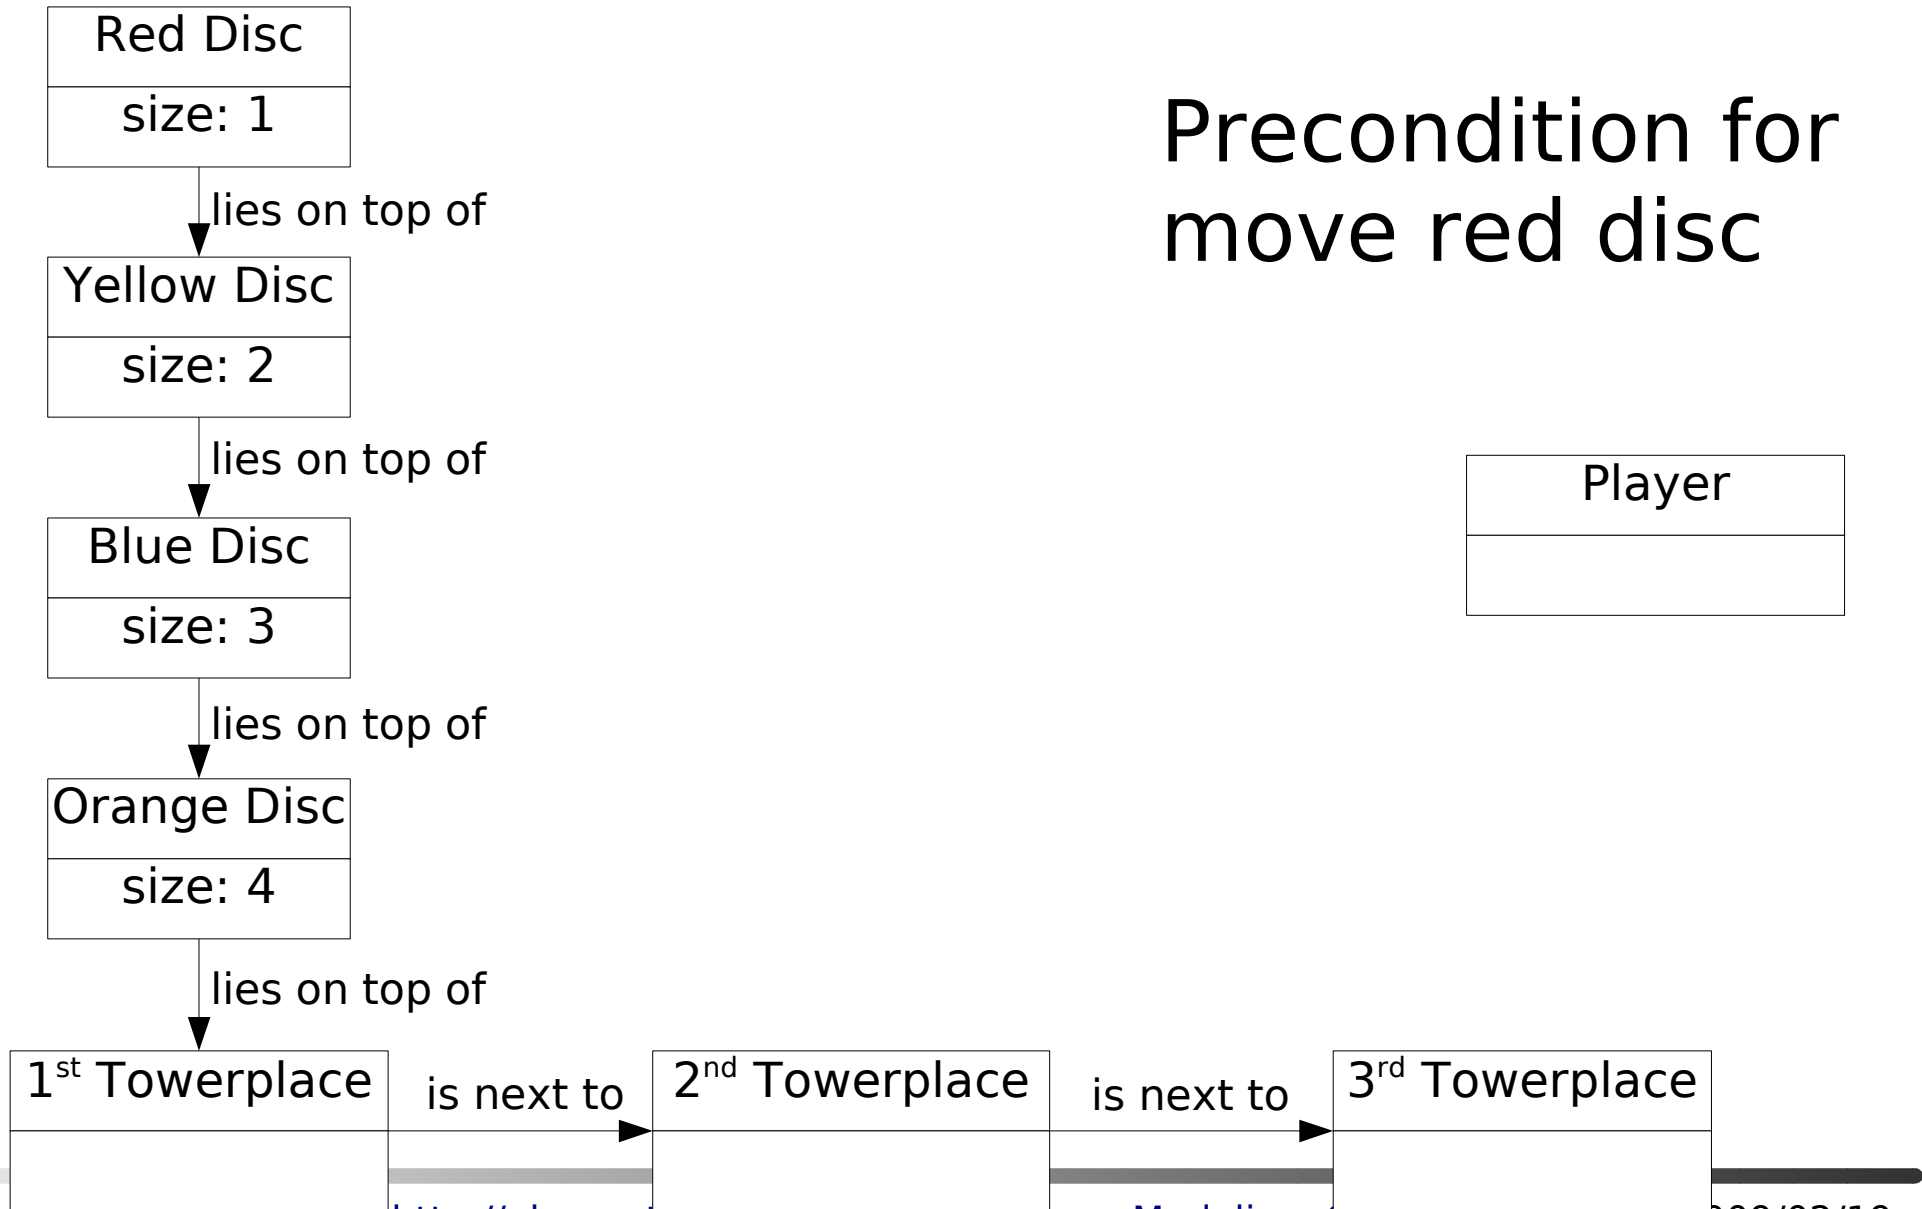 Red Disc
size: 1
Precondition for
move red disc
lies on top of
Yellow Disc
size: 2
lies on top of
Player
Blue Disc
size: 3
lies on top of
Orange Disc
size: 4
lies on top of
1st Towerplace
is next to
2nd Towerplace
is next to
3rd Towerplace